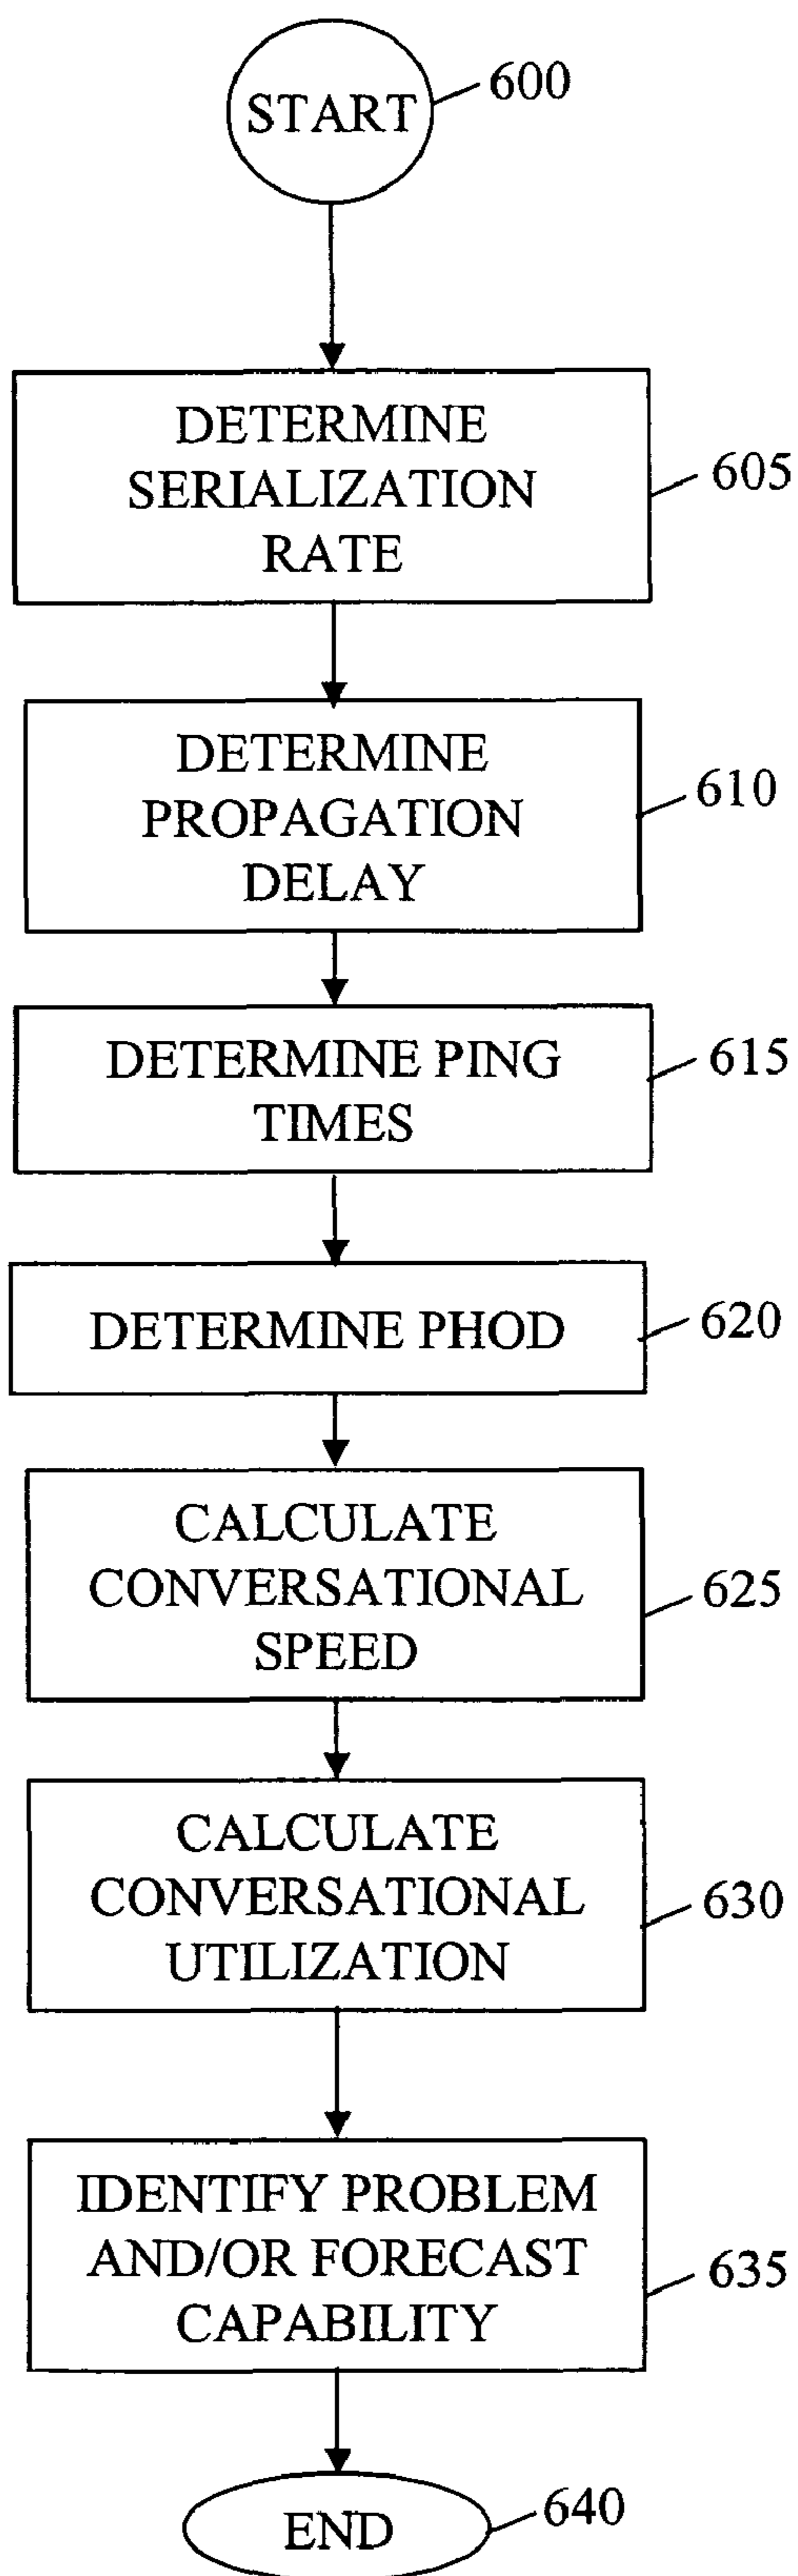 START
600
DETERMINE
SERIALIZATION
RATE
605
DETERMINE
PROPAGATION
DELAY
610
DETERMINE PING
TIMES
615
DETERMINE PHOD
620
CALCULATE
CONVERSATIONAL
SPEED
625
CALCULATE
CONVERSATIONAL
UTILIZATION
630
IDENTIFY PROBLEM
AND/OR FORECAST
CAPABILITY
635
END
640